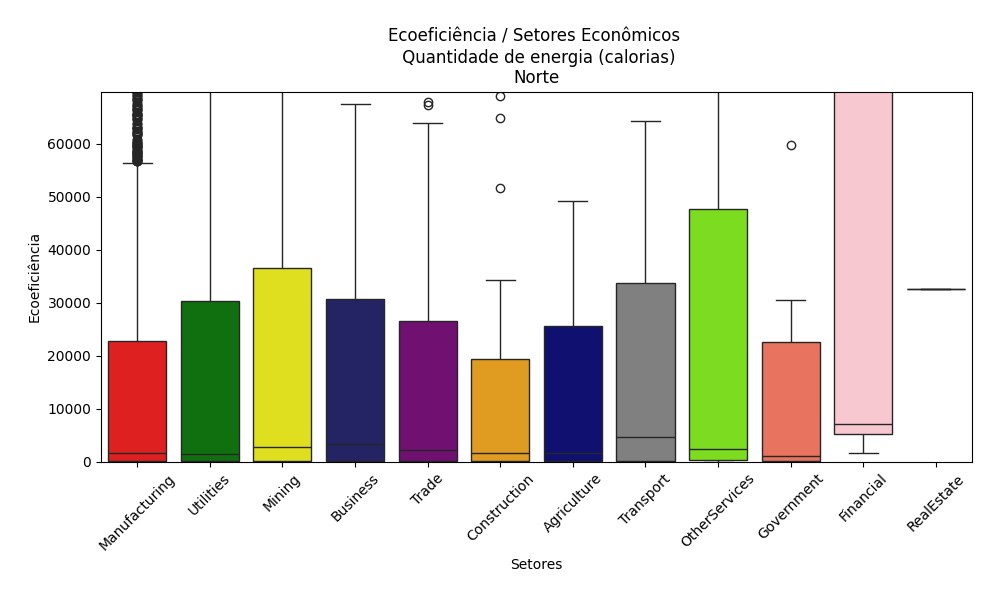 Ecoeficiência / Setores Econômicos
Quantidade de energia (calorias)
Norte
Ecoeficiência
60000
50000
40000
30000
20000
10000
0
Manufacturing
Utilities
Mining
Business
Trade
Construction
Agriculture
Transport
OtherServices
Government
Financial
RealEstate
Setores